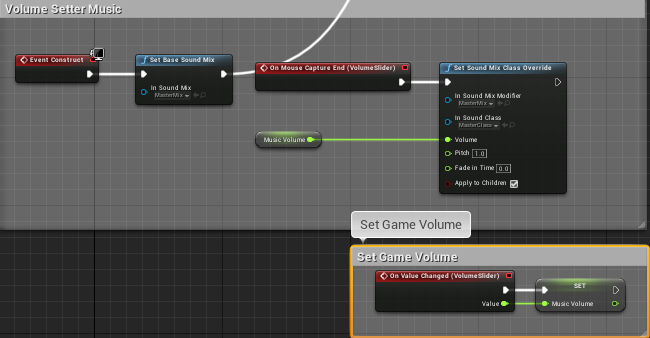 Volume Setter Music
Event Construct
Set Base Sound Mix
In Sound Mix
MasterMix
On Mouse Capture End (VolumeSlider)
Set Sound Mix Class Override
In Sound Mix Modifier
MasterMix
In Sound Class
MasterClass
Music Volume
Volume
Pitch 1.0
Fade in Time 0.0
Apply to Children
Set Game Volume
Set Game Volume
On Value Changed (VolumeSlider)
SET
Value
Music Volume